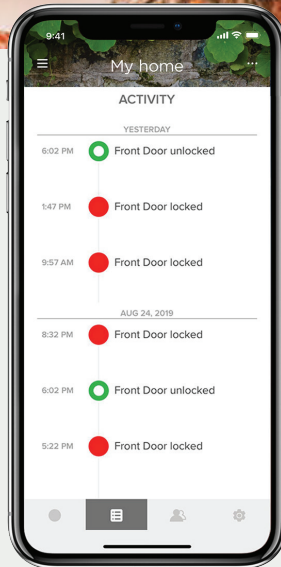 9:41
My home
ACTIVITY
YESTERDAY
6:02 PM Front Door unlocked
1:47 PM Front Door locked
9:57 AM Front Door locked
AUG 24, 2019
8:32 PM Front Door locked
6:02 PM Front Door unlocked
5:22 PM Front Door locked